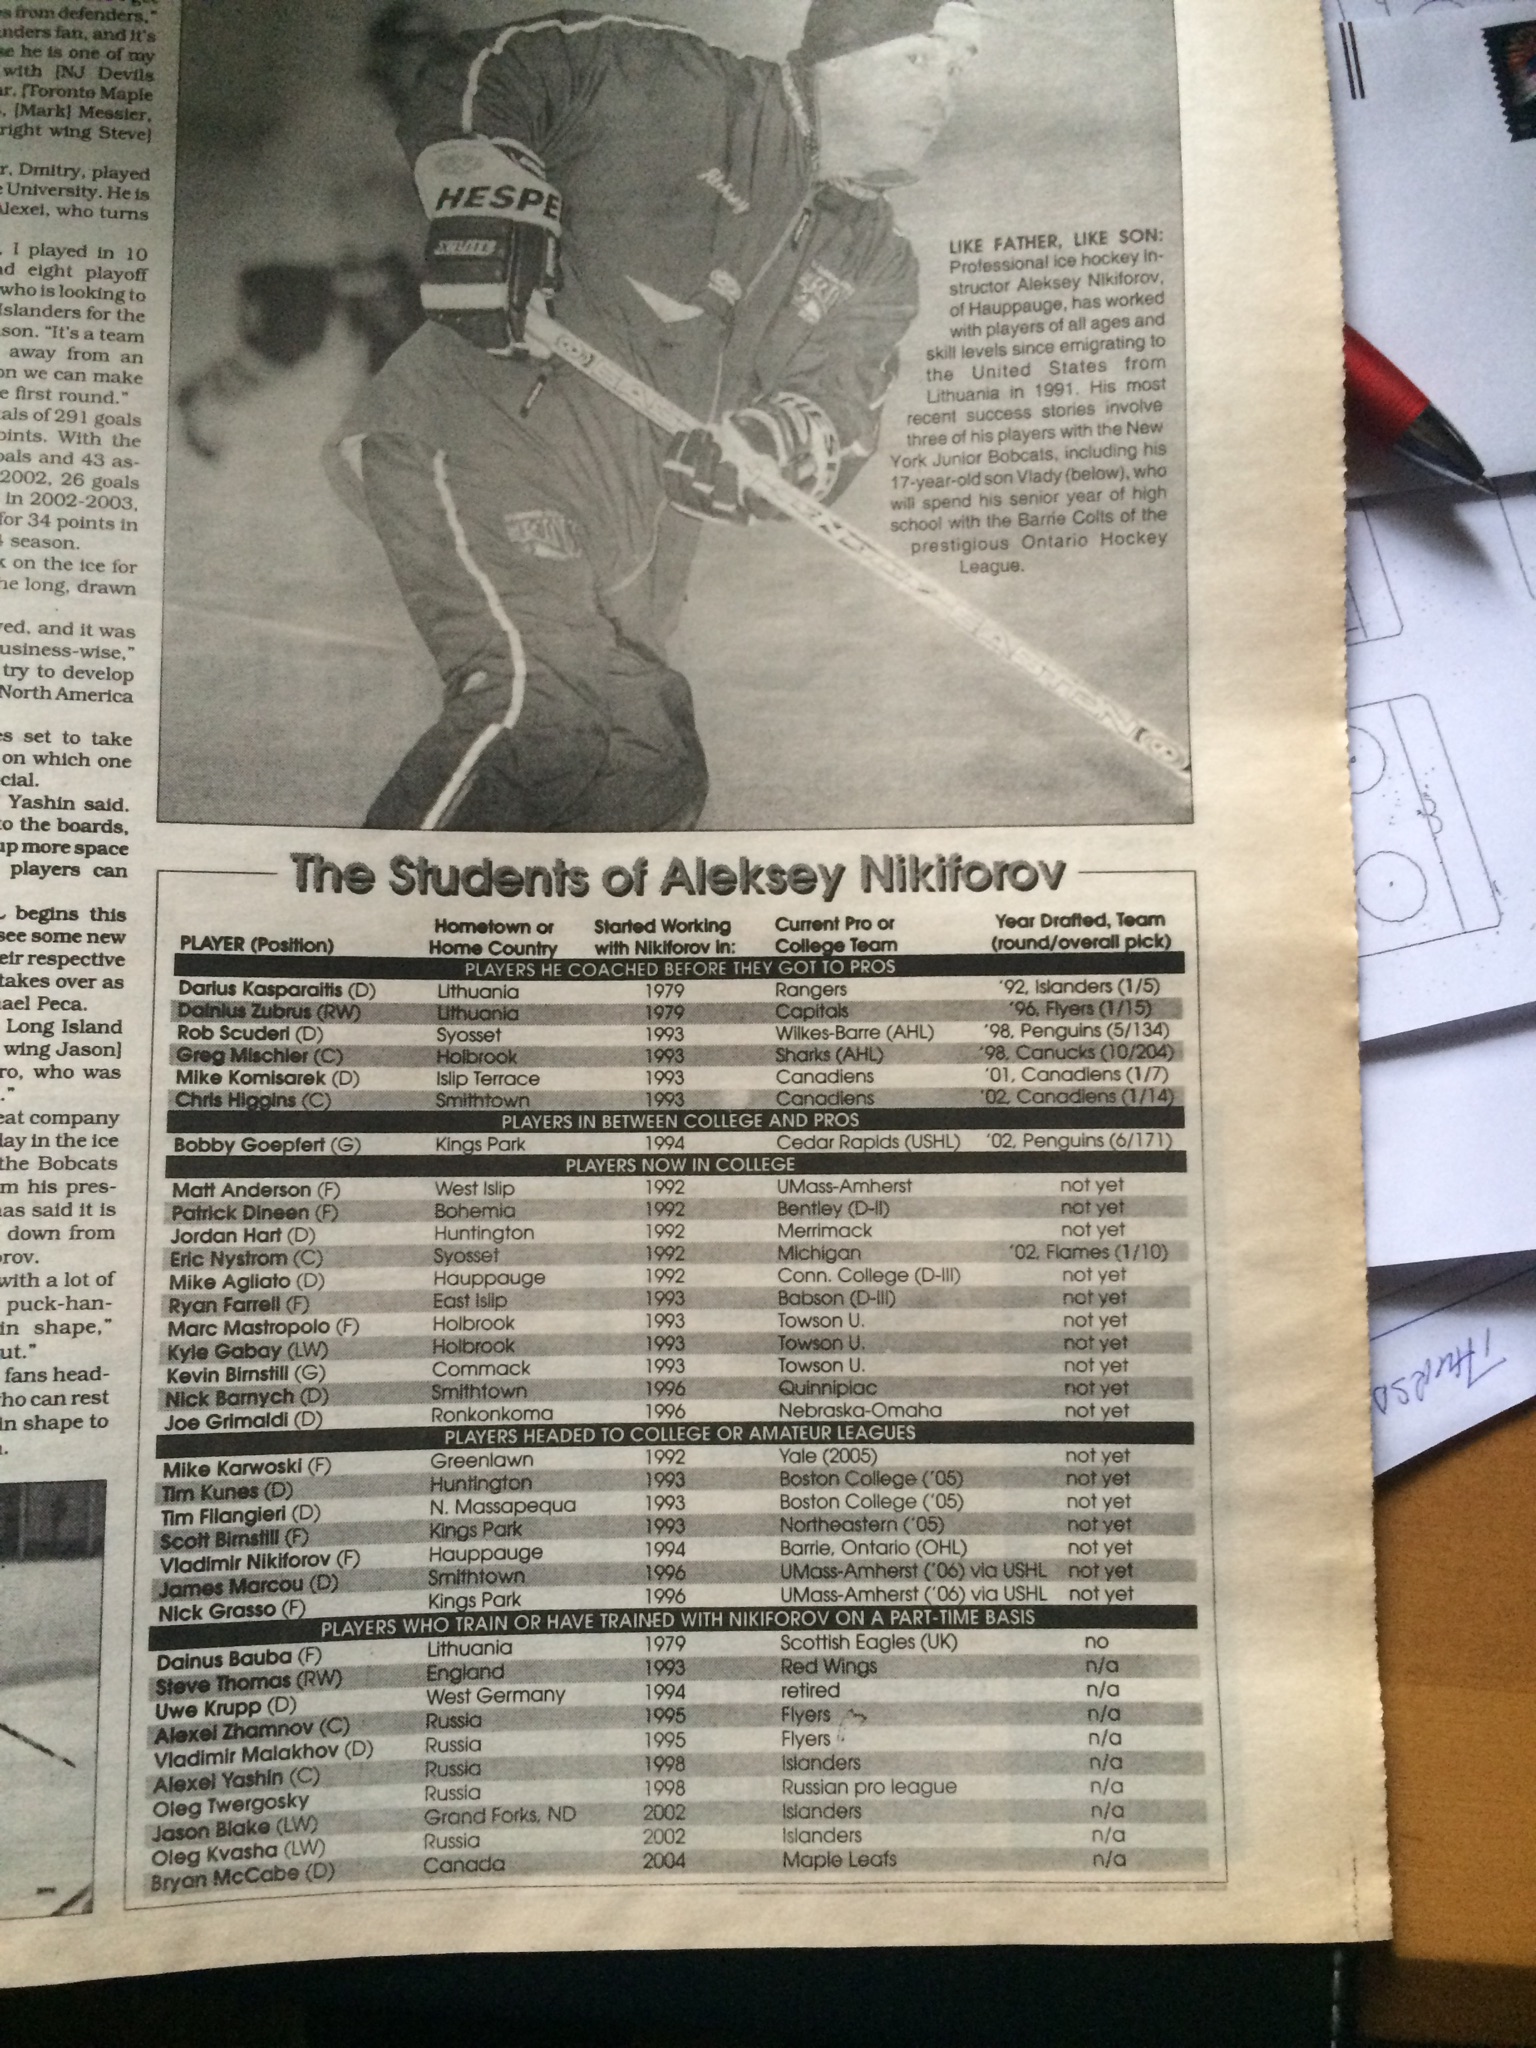 s from defenders,"
nders fan, and it's
se he is one of my
with [NJ Devils
ar, [Toronto Maple
, [Mark] Messier,
right wing Steve]
r, Dmitry, played
e University. He is
Alexei, who turns
. I played in 10
nd eight playoff
who is looking to
Islanders for the
son. "It's a team
away from an
on we can make
e first round."
als of 291 goals
oints. With the
oals and 43 as-
2002, 26 goals
in 2002-2003,
for 34 points in
4 season.
k on the ice for
he long, drawn
red, and it was
usiness-wise,"
try to develop
North America
es set to take
on which one
cial.
Yashin said.
to the boards,
up more space
players can
L begins this
see some new
eir respective
takes over as
ael Peca.
Long Island
wing Jason]
ro, who was
."
eat company
lay in the ice
the Bobcats
m his pres-
has said it is
down from
orov.
with a lot of
puck-han-
in shape,"
ut."
fans head-
ho can rest
in shape to
HESPE
EASTON
LIKE FATHER, LIKE SON:
Professional ice hockey in-
structor Aleksey Nikiforov,
of Hauppauge, has worked
with players of all ages and
skill levels since emigrating to
the United States from
Lithuania in 1991. His most
recent success stories involve
three of his players with the New
York Junior Bobcats, including his
17-year-old son Vlady (below), who
will spend his senior year of high
school with the Barrie Colts of the
prestigious Ontario Hockey
League.
The Students of Aleksey Nikiforov
PLAYER (Position) Hometown or Home Country Started Working with Nikiforov in: Current Pro or College Team Year Drafted, Team (round/overall pick)
PLAYERS HE COACHED BEFORE THEY GOT TO PROS
Darius Kasparaitis (D) Lithuania 1979 Rangers '92, Islanders (1/5)
Dainius Zubrus (RW) Lithuania 1979 Capitals '96, Flyers (1/15)
Rob Scuderi (D) Syosset 1993 Wilkes-Barre (AHL) '98, Penguins (5/134)
Greg Mischler (C) Holbrook 1993 Sharks (AHL) '98, Canucks (10/204)
Mike Komisarek (D) Islip Terrace 1993 Canadiens '01, Canadiens (1/7)
Chris Higgins (C) Smithtown 1993 Canadiens '02, Canadiens (1/14)
PLAYERS IN BETWEEN COLLEGE AND PROS
Bobby Goepfert (G) Kings Park 1994 Cedar Rapids (USHL) '02, Penguins (6/171)
PLAYERS NOW IN COLLEGE
Matt Anderson (F) West Islip 1992 UMass-Amherst not yet
Patrick Dineen (F) Bohemia 1992 Bentley (D-II) not yet
Jordan Hart (D) Huntington 1992 Merrimack not yet
Eric Nystrom (C) Syosset 1992 Michigan '02, Flames (1/10)
Mike Agliato (D) Hauppauge 1992 Conn. College (D-III) not yet
Ryan Farrell (F) East Islip 1993 Babson (D-III) not yet
Marc Mastropolo (F) Holbrook 1993 Towson U. not yet
Kyle Gabay (LW) Holbrook 1993 Towson U. not yet
Kevin Birnstill (G) Commack 1993 Towson U. not yet
Nick Barnych (D) Smithtown 1996 Quinnipiac not yet
Joe Grimaldi (D) Ronkonkoma 1996 Nebraska-Omaha not yet
PLAYERS HEADED TO COLLEGE OR AMATEUR LEAGUES
Mike Karwoski (F) Greenlawn 1992 Yale (2005) not yet
Tim Kunes (D) Huntington 1993 Boston College ('05) not yet
Tim Filangieri (D) N. Massapequa 1993 Boston College ('05) not yet
Scott Birnstill (F) Kings Park 1993 Northeastern ('05) not yet
Vladimir Nikiforov (F) Hauppauge 1994 Barrie, Ontario (OHL) not yet
James Marcou (D) Smithtown 1996 UMass-Amherst ('06) via USHL not yet
Nick Grasso (F) Kings Park 1996 UMass-Amherst ('06) via USHL not yet
PLAYERS WHO TRAIN OR HAVE TRAINED WITH NIKIFOROV ON A PART-TIME BASIS
Dainus Bauba (F) Lithuania 1979 Scottish Eagles (UK) no
Steve Thomas (RW) England 1993 Red Wings n/a
Uwe Krupp (D) West Germany 1994 retired n/a
Alexei Zhamnov (C) Russia 1995 Flyers n/a
Vladimir Malakhov (D) Russia 1995 Flyers n/a
Alexei Yashin (C) Russia 1998 Islanders n/a
Oleg Twergosky Russia 1998 Russian pro league n/a
Jason Blake (LW) Grand Forks, ND 2002 Islanders n/a
Oleg Kvasha (LW) Russia 2002 Islanders n/a
Bryan McCabe (D) Canada 2004 Maple Leafs n/a